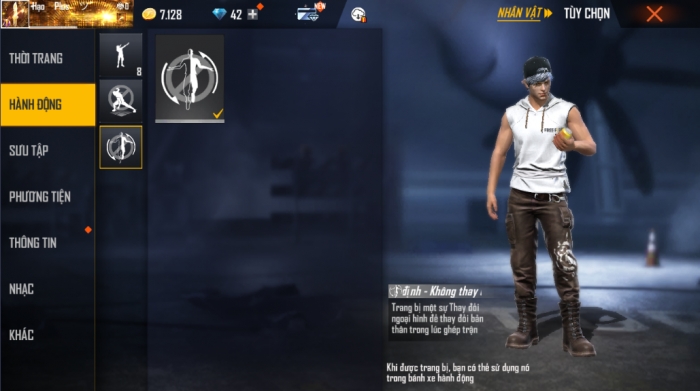 Hạo
7.128
42
NEW
NHÂN VẬT
TÙY CHỌN
THỜI TRANG
HÀNH ĐỘNG
8
SƯU TẬP
PHƯƠNG TIỆN
THÔNG TIN
NHẠC
KHÁC
định - Không thay
Trang bị một sự Thay đổi
ngoại hình để thay đổi bản
thân trong lúc ghép trận
Khi được trang bị, bạn có thể sử dụng nó
trong bánh xe hành động